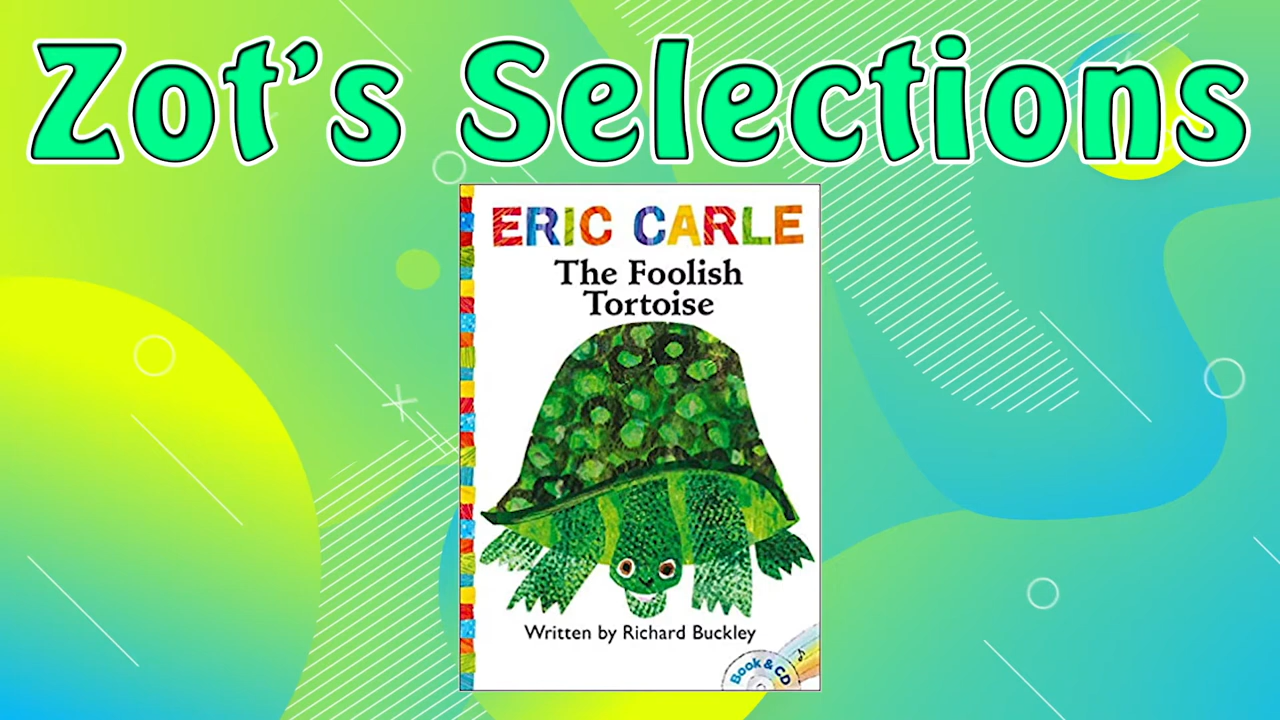 Zot's Selections
ERIC CARLE
The Foolish
Tortoise
Written by Richard Buckley
Book & CD